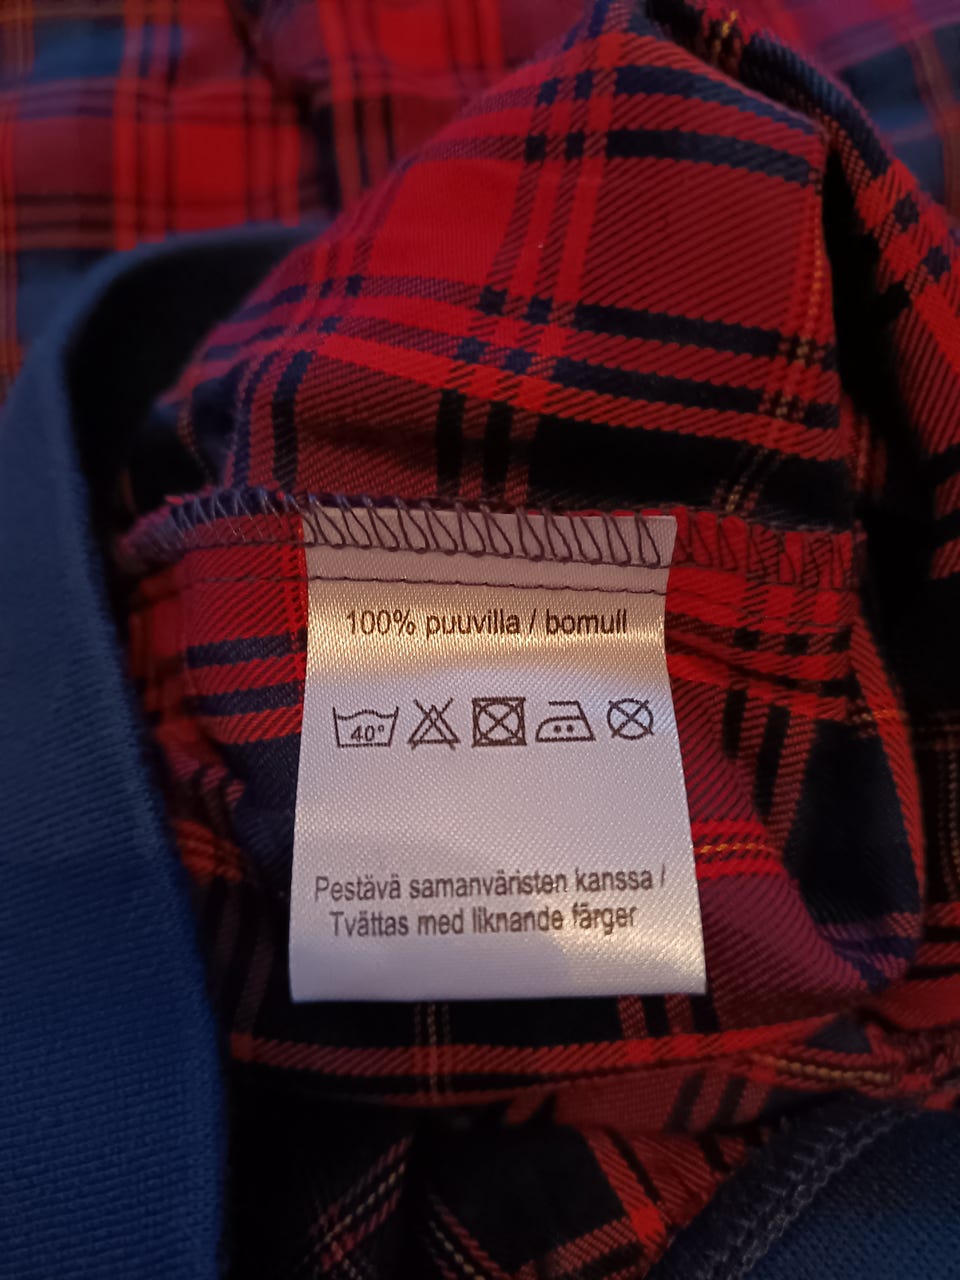 100% puuvilla / bomull
40°
Pestävä samanväristen kanssa /
Tvättas med liknande färger